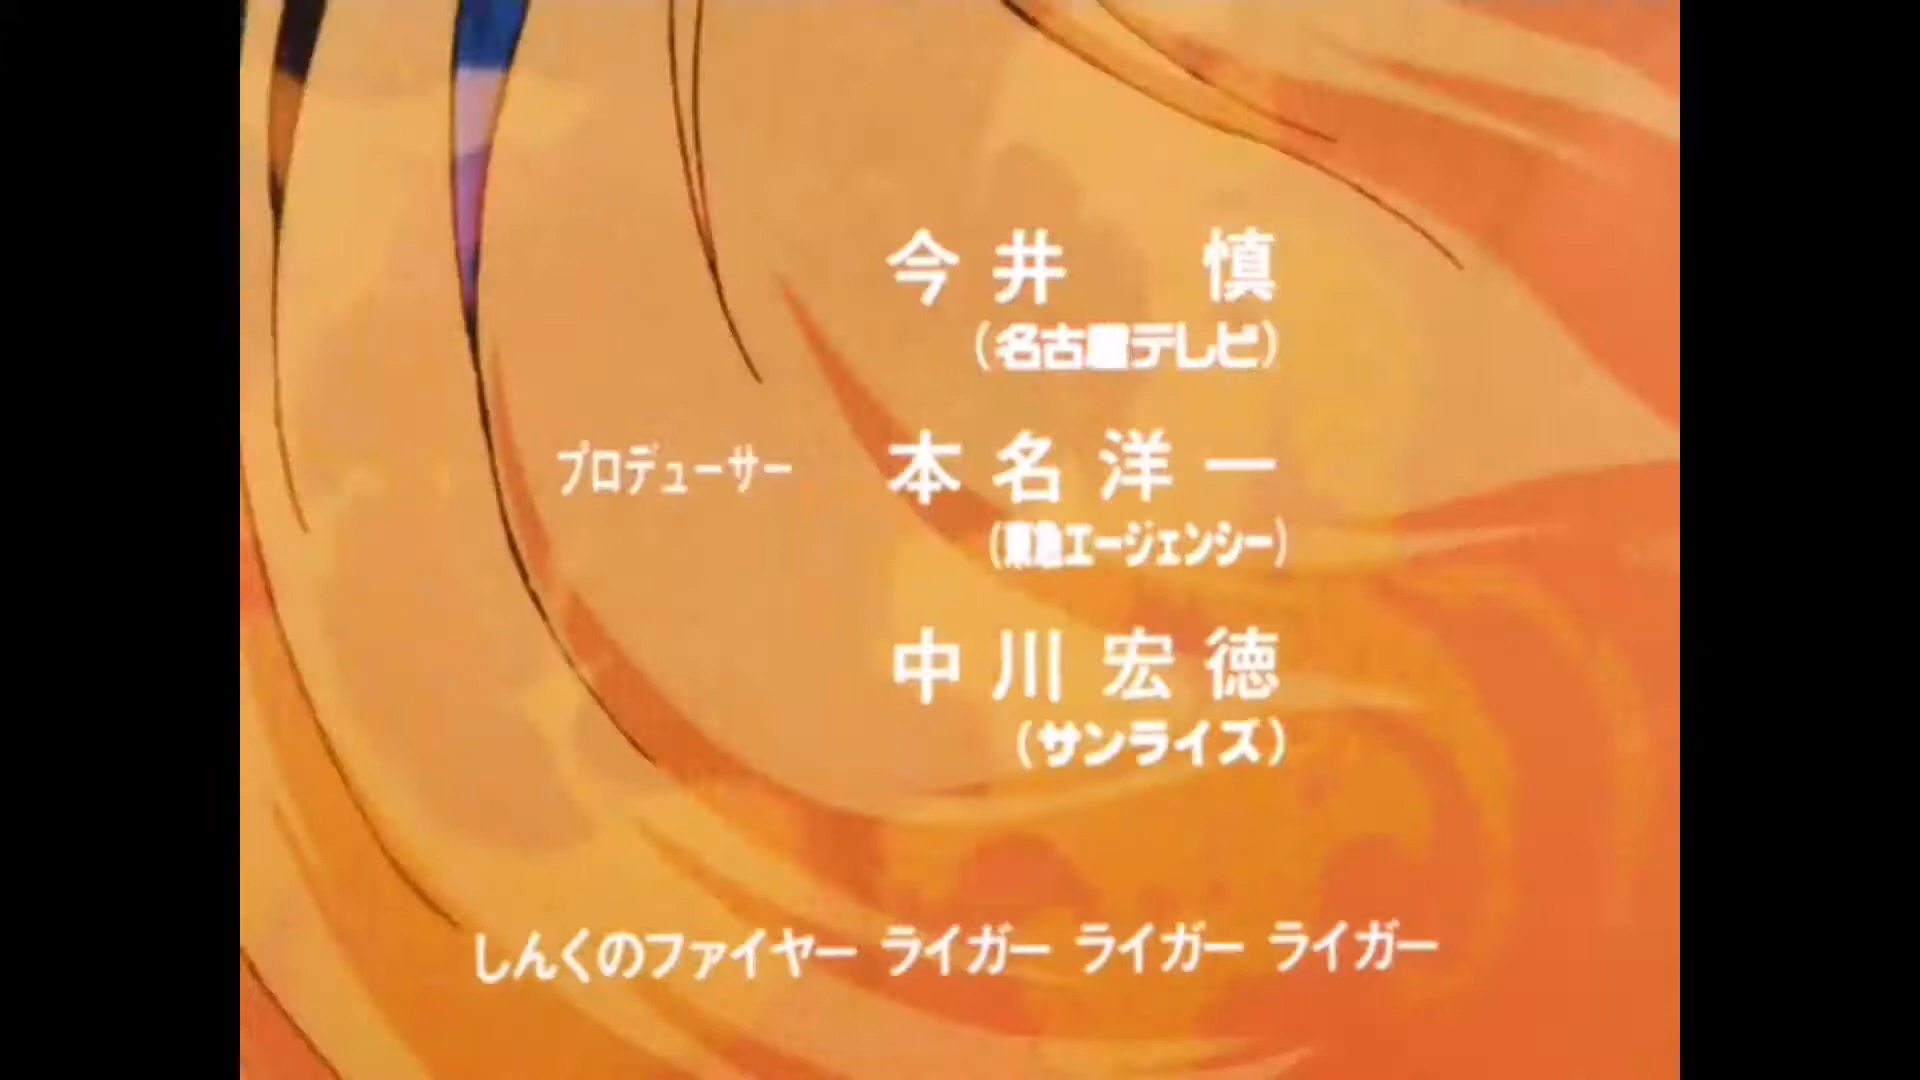 今井 慎
(名古屋テレビ)
プロデューサー 本名洋一
(東急エージェンシー)
中川宏徳
(サンライズ)
しんくのファイヤー ライガー ライガー ライガー